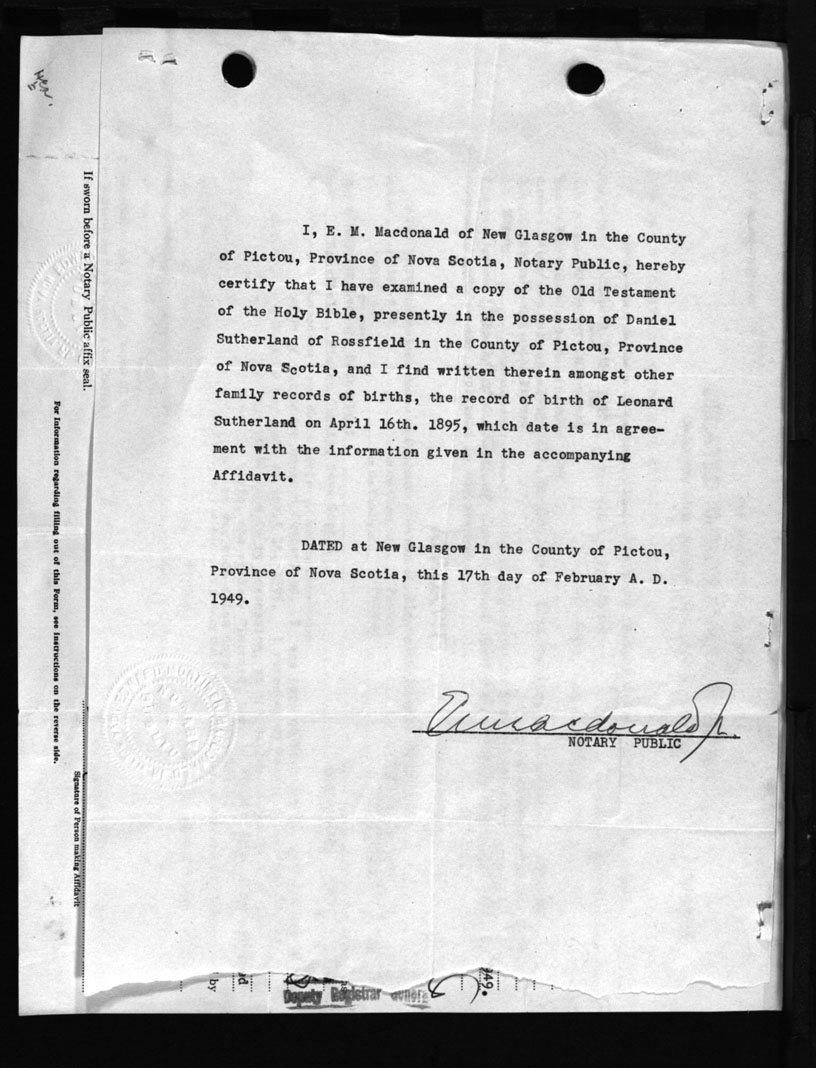 If sworn before a Notary Public affix seal.
For Information regarding filling out of this Form, see Instructions on the reverse side.
Signature of Person making Affidavit
I, E. M. Macdonald of New Glasgow in the County
of Pictou, Province of Nova Scotia, Notary Public, hereby
certify that I have examined a copy of the Old Testament
of the Holy Bible, presently in the possession of Daniel
Sutherland of Rossfield in the County of Pictou, Province
of Nova Scotia, and I find written therein amongst other
family records of births, the record of birth of Leonard
Sutherland on April 16th. 1895, which date is in agree-
ment with the information given in the accompanying
Affidavit.
DATED at New Glasgow in the County of Pictou,
Province of Nova Scotia, this 17th day of February A. D.
1949.
EMMacdonald Jr.
NOTARY PUBLIC
by
949.
Deputy Registrar General